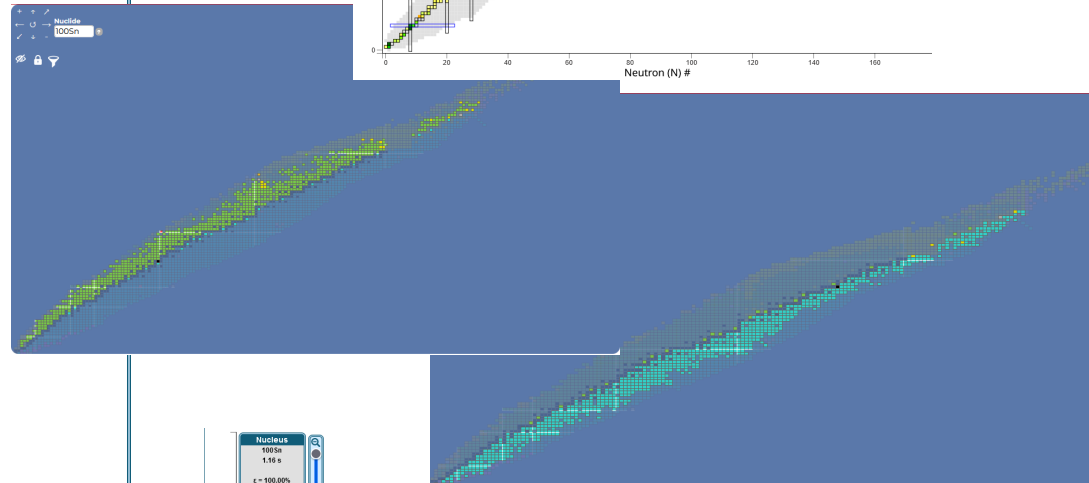 Nuclide
100Sn
0
0
20
40
60
80
100
120
140
160
Neutron (N) #
Nucleus
100Sn
1.16 s
ε = 100.00%